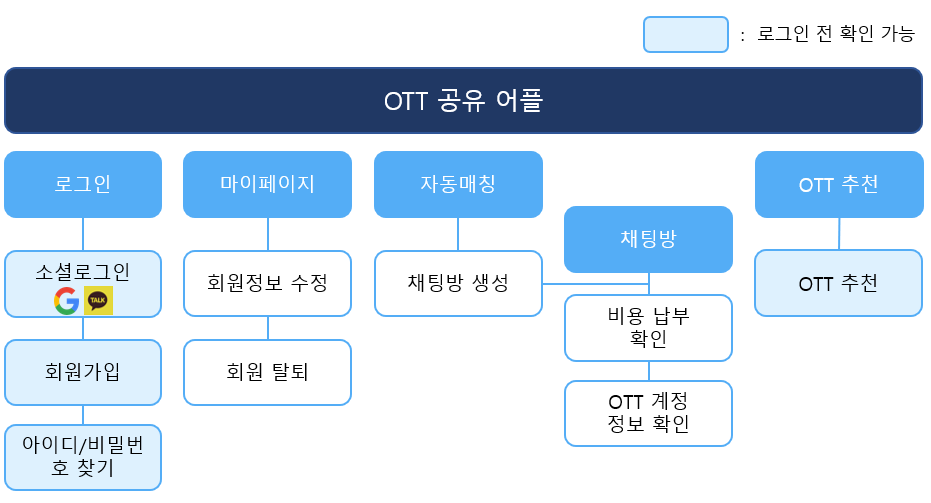 : 로그인 전 확인 가능
OTT 공유 어플
로그인
마이페이지
자동매칭
채팅방
OTT 추천
소셜로그인
TALK
회원정보 수정
채팅방 생성
OTT 추천
비용 납부
확인
회원가입
회원 탈퇴
OTT 계정
정보 확인
아이디/비밀번
호 찾기